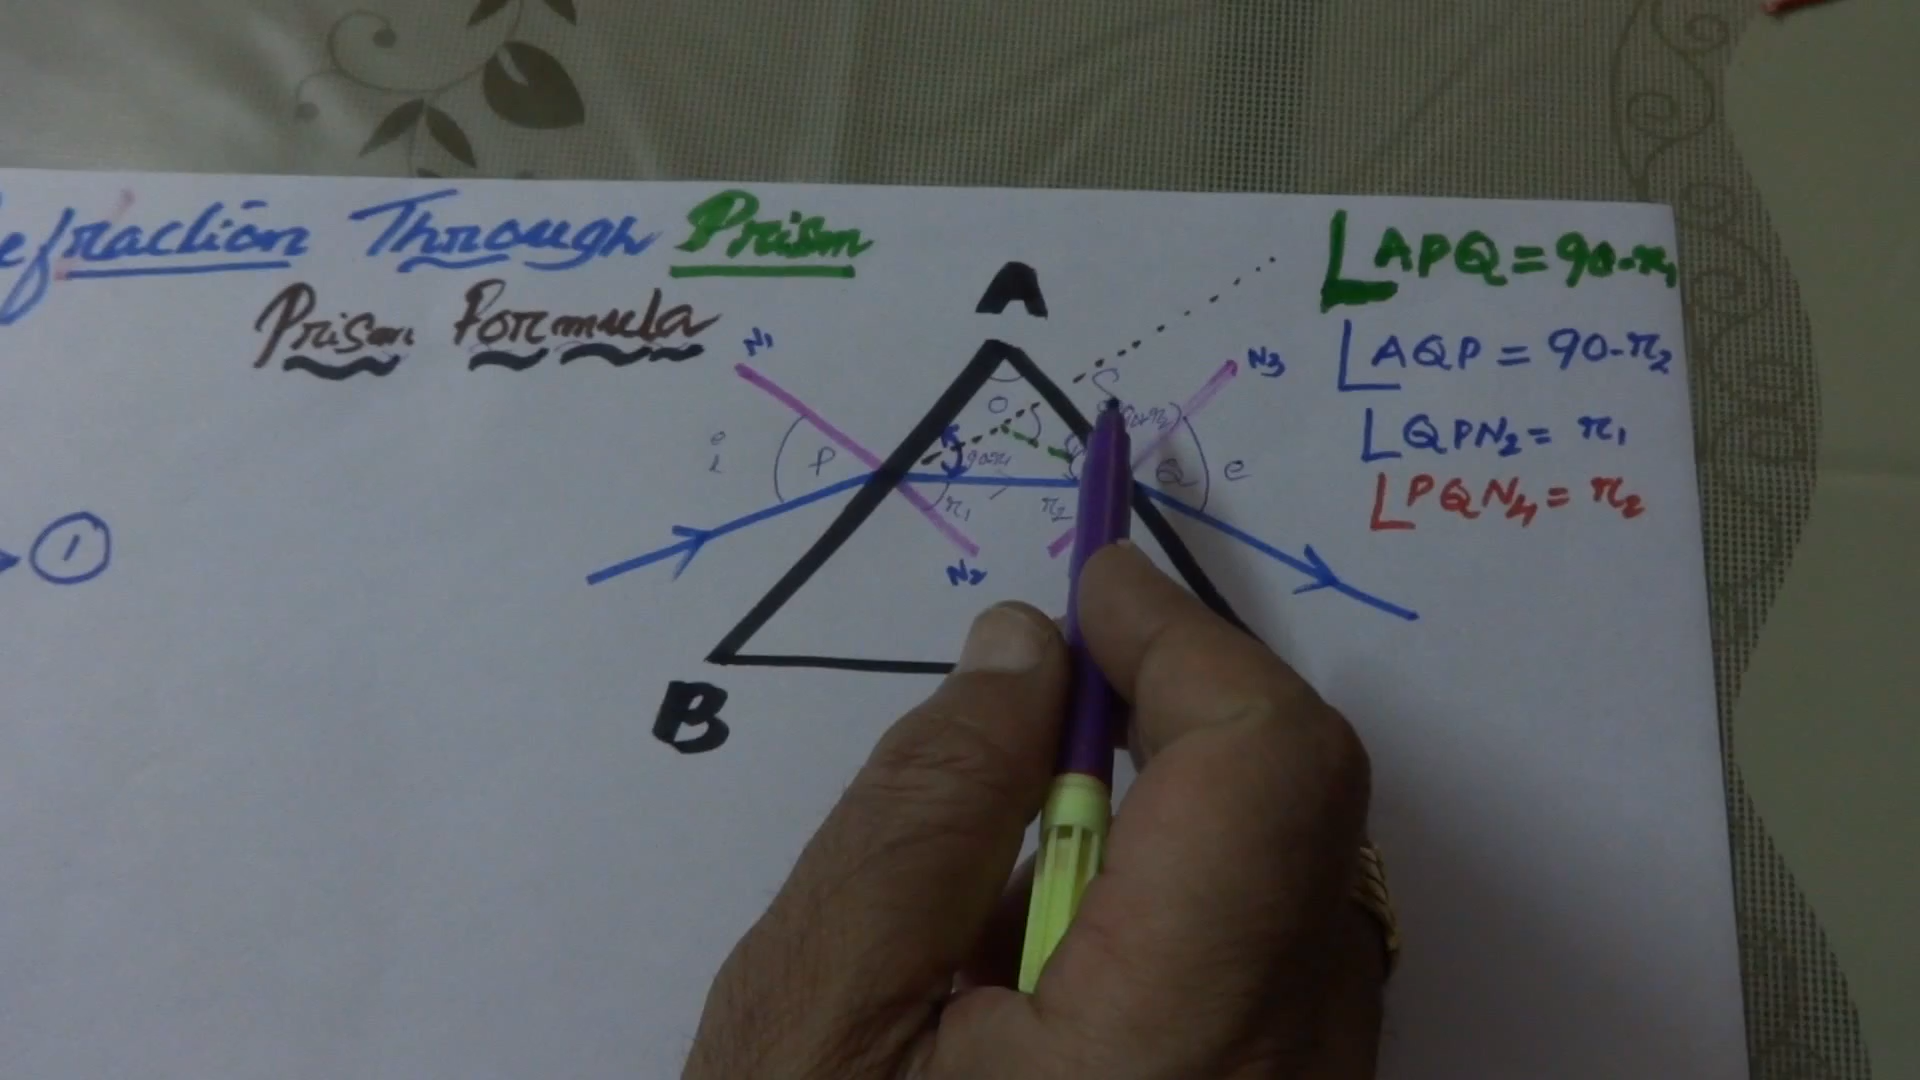 efraction Through Prism
Prism Formula
∠APQ = 90-r1
∠AQP = 90-r2
∠QPN2 = r1
∠PQN4 = r2
A
N1
N3
O
P
90-r1
Q
e
i
r1
r2
N2
1
B